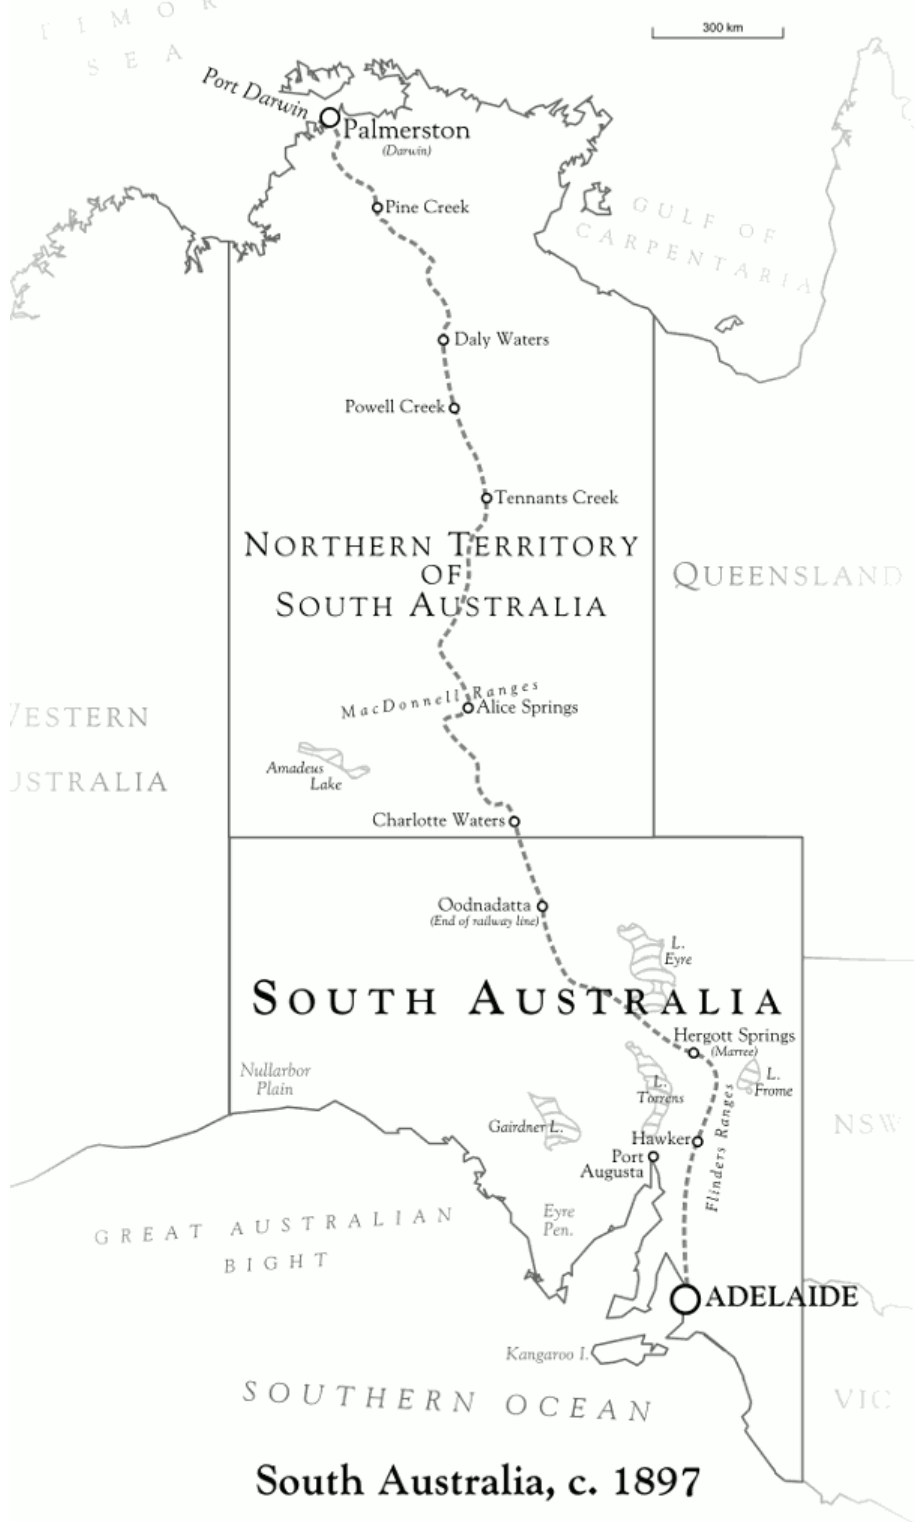 300 km
SEA
Port Darwin
Palmerston
(Darwin)
Pine Creek
GULF OF
CARPENTARIA
Daly Waters
Powell Creek
Tennants Creek
NORTHERN TERRITORY
OF
SOUTH AUSTRALIA
QUEENSLAND
MacDonnell Ranges
Alice Springs
ESTERN
USTRALIA
Amadeus
Lake
Charlotte Waters
Oodnadatta
(End of railway line)
L.
Eyre
SOUTH AUSTRALIA
Hergott Springs
(Marree)
Nullarbor
Plain
L.
Torrens
L.
Frome
Gairdner L.
Hawker
Flinders Ranges
NSW
Port
Augusta
Eyre
Pen.
GREAT AUSTRALIAN
BIGHT
ADELAIDE
Kangaroo I.
SOUTHERN OCEAN
VIC
South Australia, c. 1897